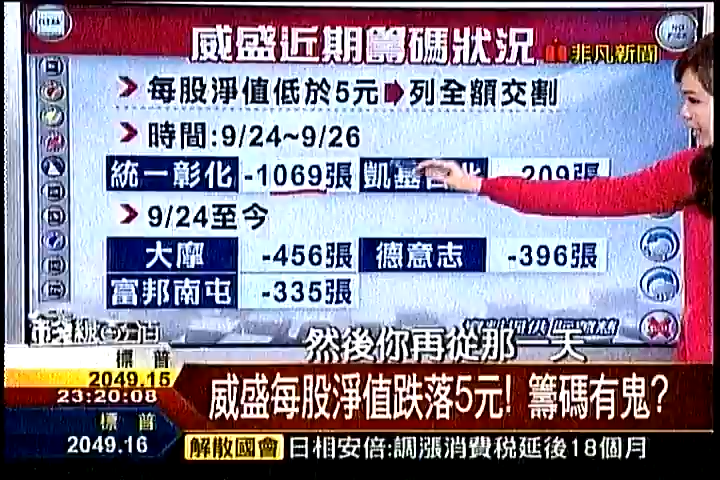 威盛近期籌碼狀況
非凡新聞
每股淨值低於5元➡列全額交割
時間:9/24~9/26
統一彰化 -1069張 凱基台北 -209張
9/24至今
大摩 -456張 德意志 -396張
富邦南屯 -335張
然後你再從那一天
標普
2049.15
23:20:08
標普
2049.16
威盛每股淨值跌落5元! 籌碼有鬼?
解散國會 日相安倍:調漲消費稅延後18個月